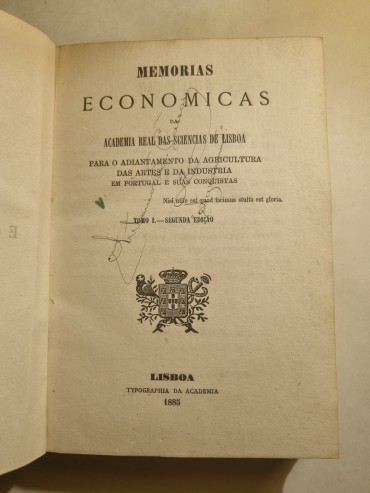 MEMORIAS
ECONOMICAS
DA
ACADEMIA REAL DAS SCIENCIAS DE LISBOA
PARA O ADIANTAMENTO DA AGRICULTURA
DAS ARTES E DA INDUSTRIA
EM PORTUGAL E SUAS CONQUISTAS
Nisi utile est quod facimus stulta est gloria.
TOMO I.—SEGUNDA EDIÇÃO
LISBOA
TYPOGRAPHIA DA ACADEMIA
1885